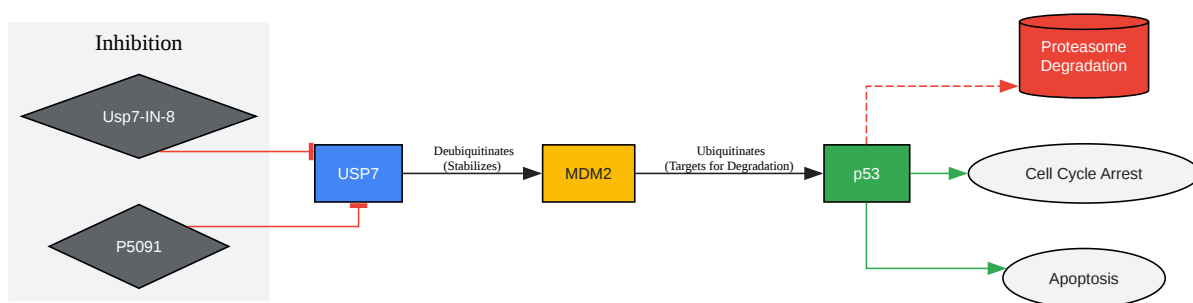 Inhibition
Usp7-IN-8
P5091
USP7
Deubiquitinates
(Stabilizes)
MDM2
Ubiquitinates
(Targets for Degradation)
p53
Proteasome
Degradation
Cell Cycle Arrest
Apoptosis